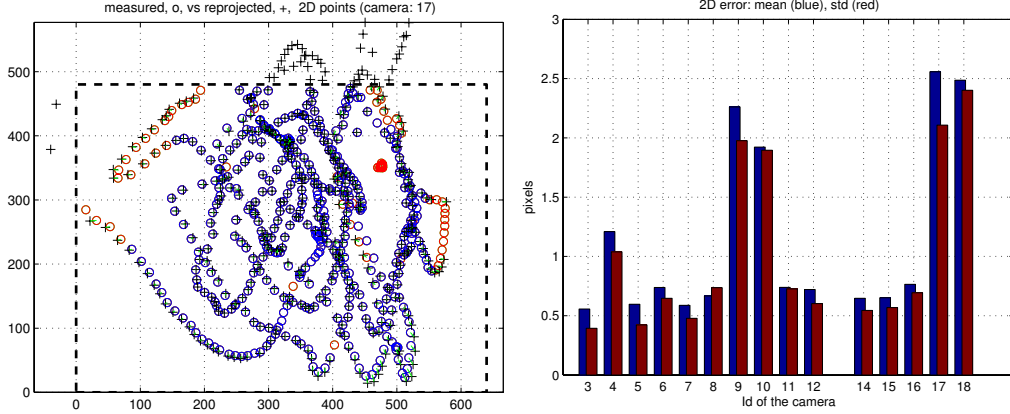 measured, o, vs reprojected, +, 2D points (camera: 17)
500
400
300
200
100
0
0 100 200 300 400 500 600
2D error: mean (blue), std (red)
3
2.5
2
1.5
1
0.5
0
pixels
3 4 5 6 7 8 9 10 11 12 14 15 16 17 18
Id of the camera